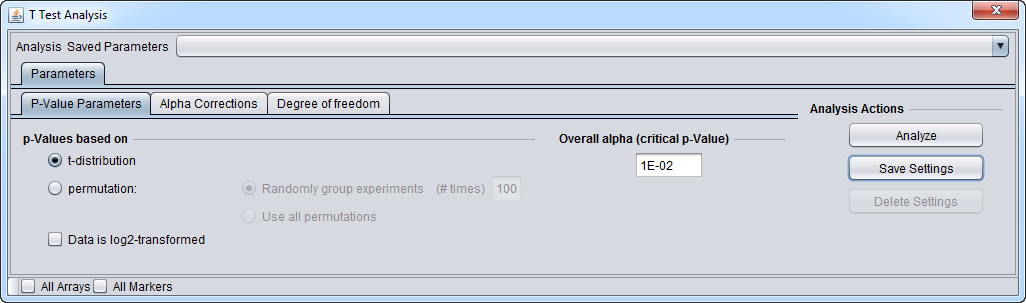 T Test Analysis
Analysis Saved Parameters
Parameters
P-Value Parameters Alpha Corrections Degree of freedom
Analysis Actions
p-Values based on Overall alpha (critical p-Value)
Analyze
t-distribution 1E-02
Save Settings
permutation: Randomly group experiments (# times) 100
Delete Settings
Use all permutations
Data is log2-transformed
All Arrays All Markers